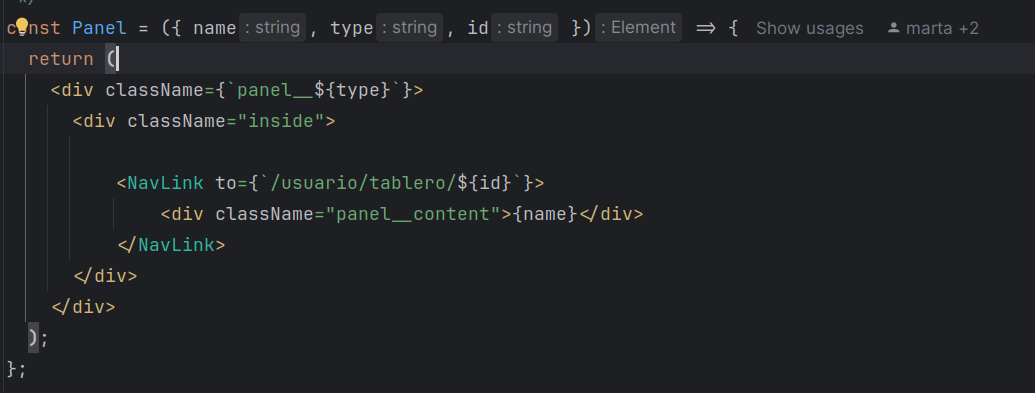 */
const Panel = ({ name : string , type : string , id : string }) : Element => { Show usages marta +2
return (
<div className={`panel__${type}`}>
<div className="inside">
<NavLink to={`/usuario/tablero/${id}`}>
<div className="panel__content">{name}</div>
</NavLink>
</div>
</div>
);
};